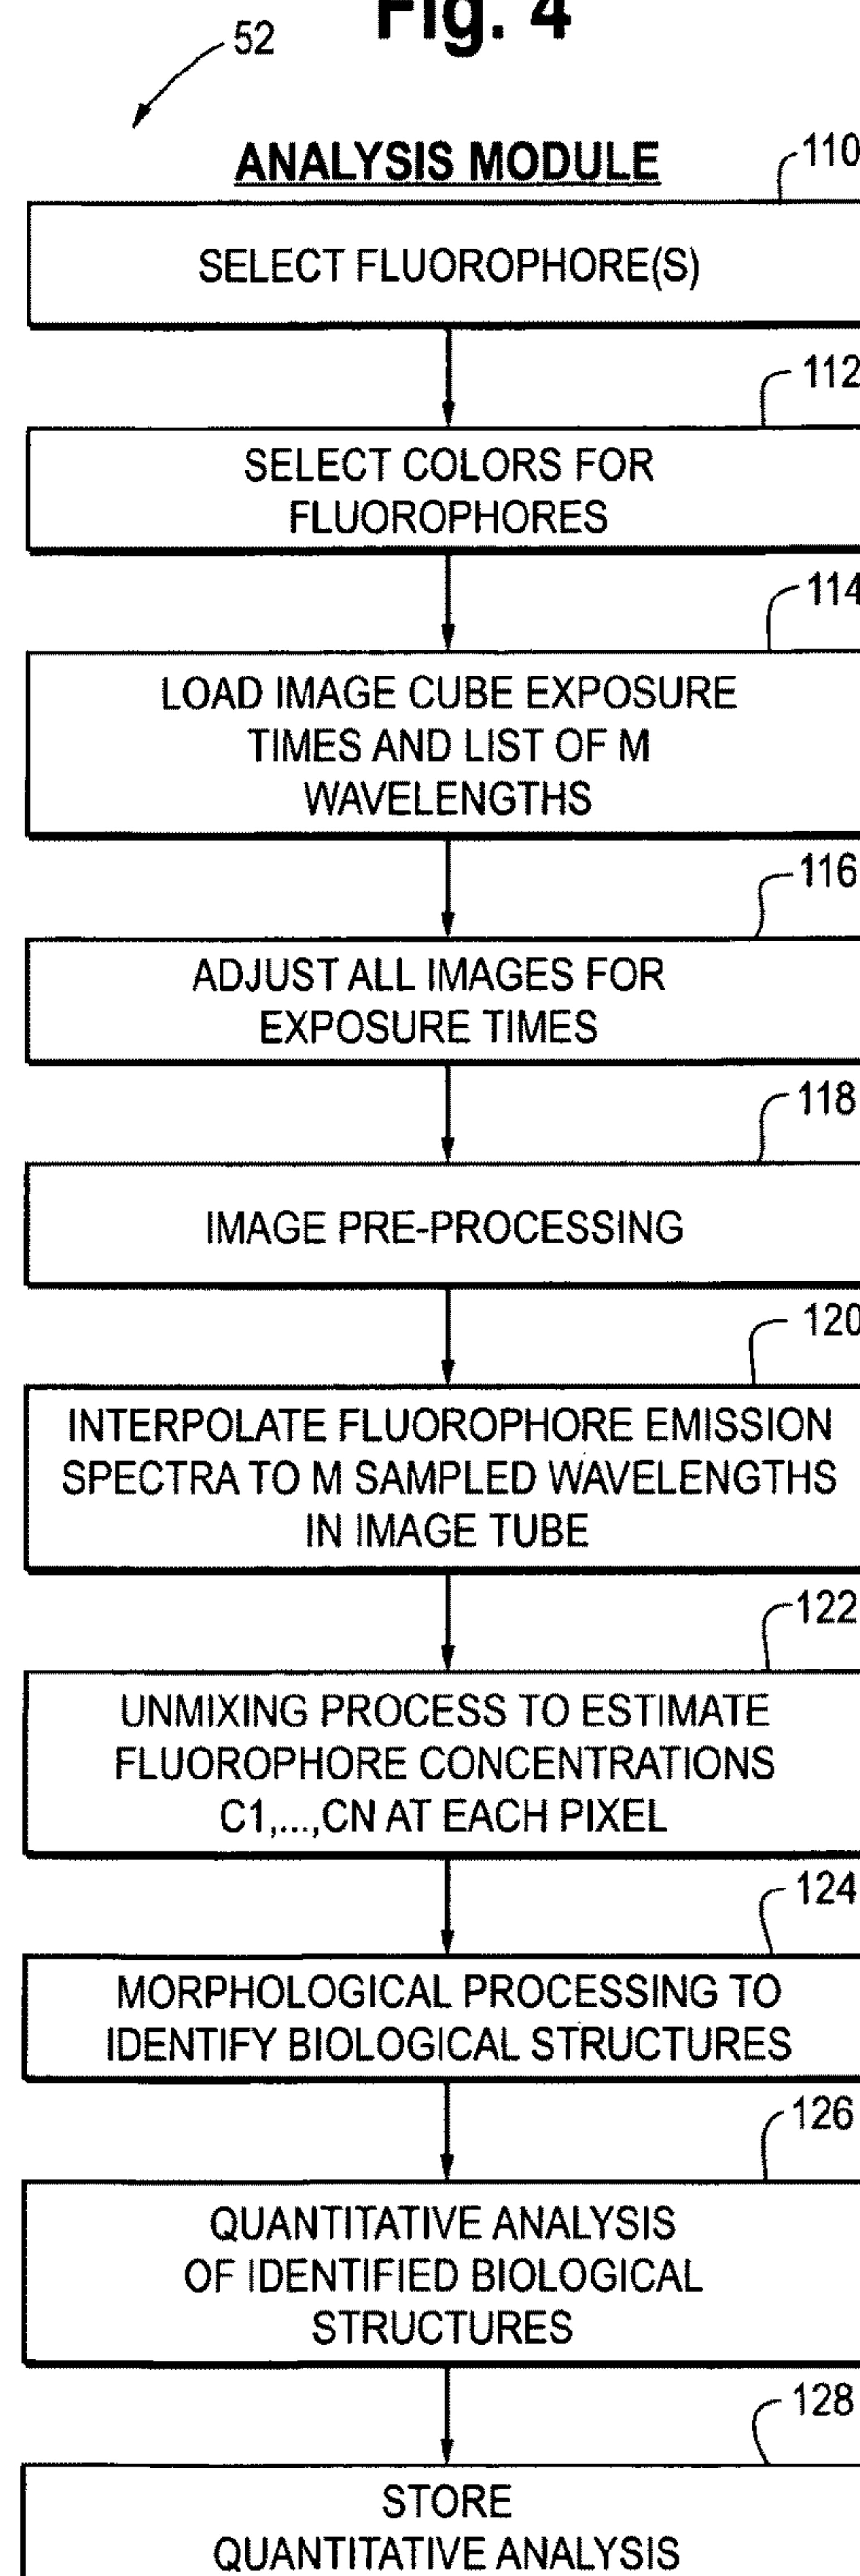 Fig. 4
52
ANALYSIS MODULE
110
SELECT FLUOROPHORE(S)
112
SELECT COLORS FOR
FLUOROPHORES
114
LOAD IMAGE CUBE EXPOSURE
TIMES AND LIST OF M
WAVELENGTHS
116
ADJUST ALL IMAGES FOR
EXPOSURE TIMES
118
IMAGE PRE-PROCESSING
120
INTERPOLATE FLUOROPHORE EMISSION
SPECTRA TO M SAMPLED WAVELENGTHS
IN IMAGE TUBE
122
UNMIXING PROCESS TO ESTIMATE
FLUOROPHORE CONCENTRATIONS
C1,...,CN AT EACH PIXEL
124
MORPHOLOGICAL PROCESSING TO
IDENTIFY BIOLOGICAL STRUCTURES
126
QUANTITATIVE ANALYSIS
OF IDENTIFIED BIOLOGICAL
STRUCTURES
128
STORE
QUANTITATIVE ANALYSIS